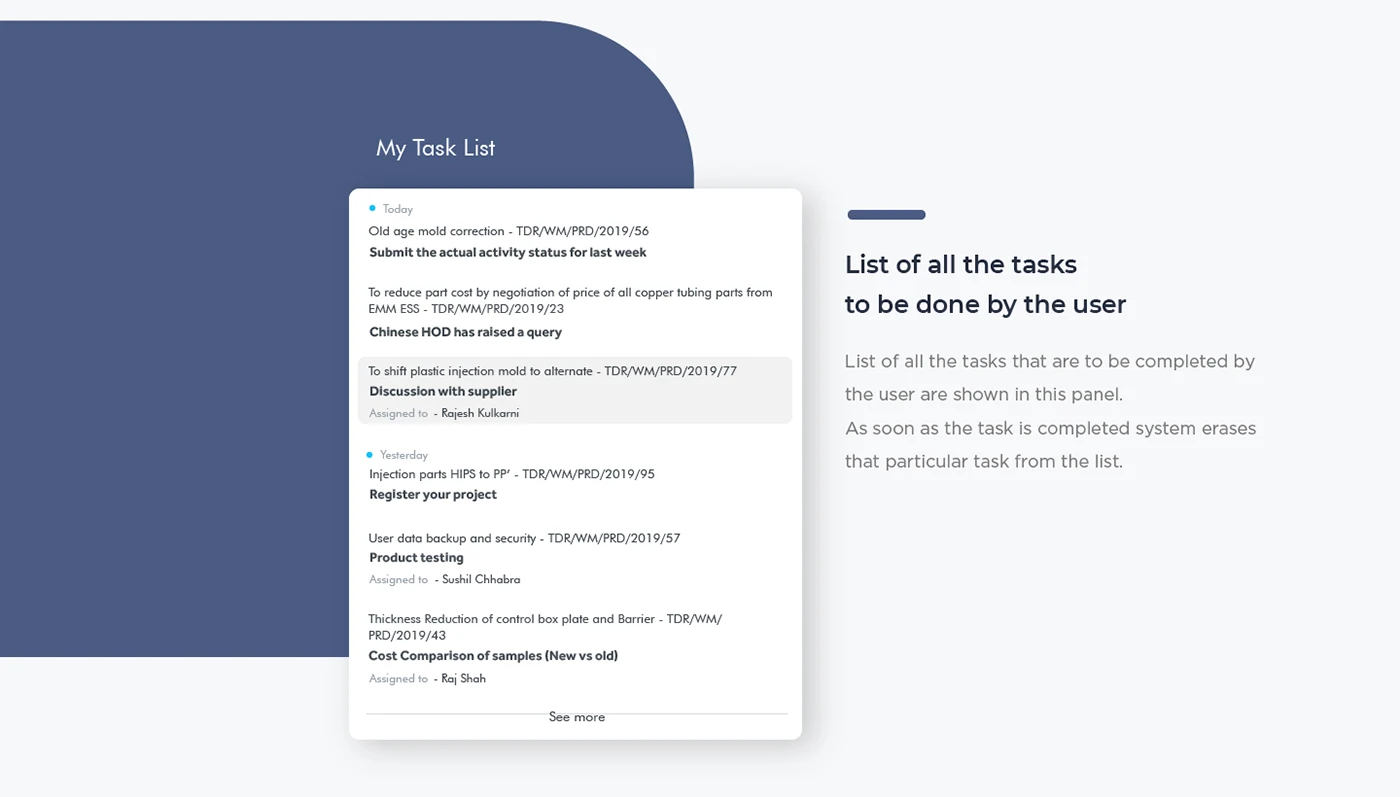 My Task List
Today
Old age mold correction - TDR/WM/PRD/2019/56
Submit the actual activity status for last week
To reduce part cost by negotiation of price of all copper tubing parts from
EMM ESS - TDR/WM/PRD/2019/23
Chinese HOD has raised a query
To shift plastic injection mold to alternate - TDR/WM/PRD/2019/77
Discussion with supplier
Assigned to - Rajesh Kulkarni
Yesterday
Injection parts HIPS to PP’ - TDR/WM/PRD/2019/95
Register your project
User data backup and security - TDR/WM/PRD/2019/57
Product testing
Assigned to - Sushil Chhabra
Thickness Reduction of control box plate and Barrier - TDR/WM/
PRD/2019/43
Cost Comparison of samples (New vs old)
Assigned to - Raj Shah
See more
List of all the tasks
to be done by the user
List of all the tasks that are to be completed by
the user are shown in this panel.
As soon as the task is completed system erases
that particular task from the list.